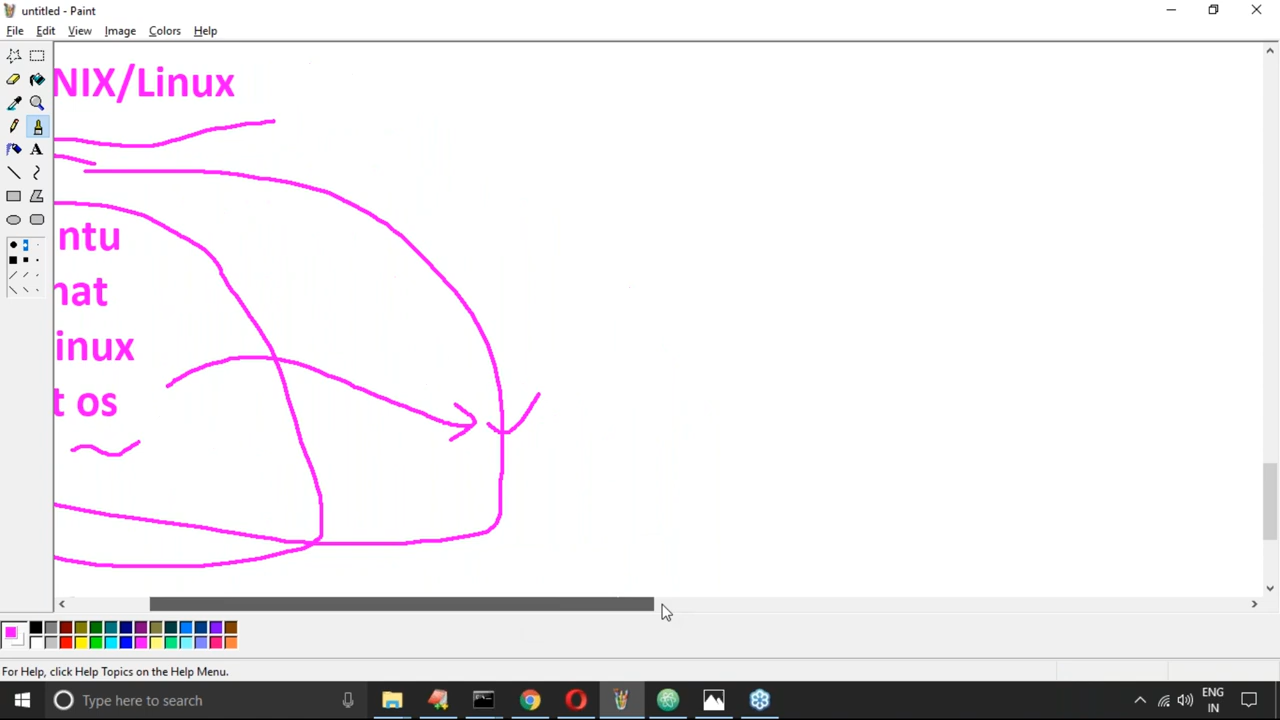 untitled - Paint
File Edit View Image Colors Help
NIX/Linux
ntu
hat
inux
t os
For Help, click Help Topics on the Help Menu.
Type here to search
ENG
IN